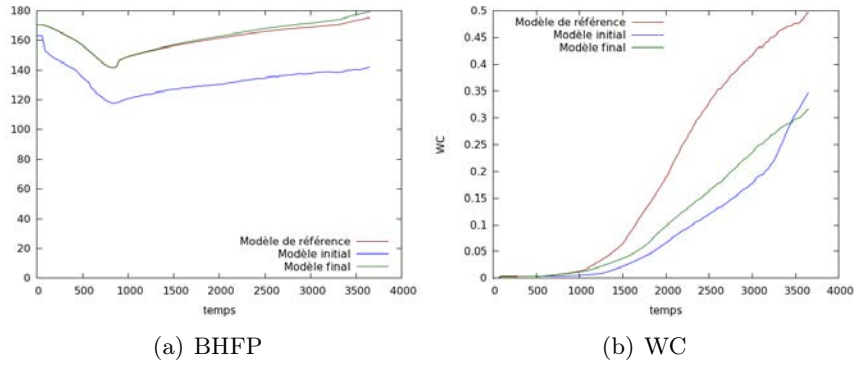 180
160
140
120
100
80
60
40
20
0
Modèle de référence
Modèle initial
Modèle final
0 500 1000 1500 2000 2500 3000 3500 4000
temps
(a) BHFP
0.5
0.45
0.4
0.35
0.3
0.25
0.2
0.15
0.1
0.05
0
WC
Modèle de référence
Modèle initial
Modèle final
0 500 1000 1500 2000 2500 3000 3500 4000
temps
(b) WC